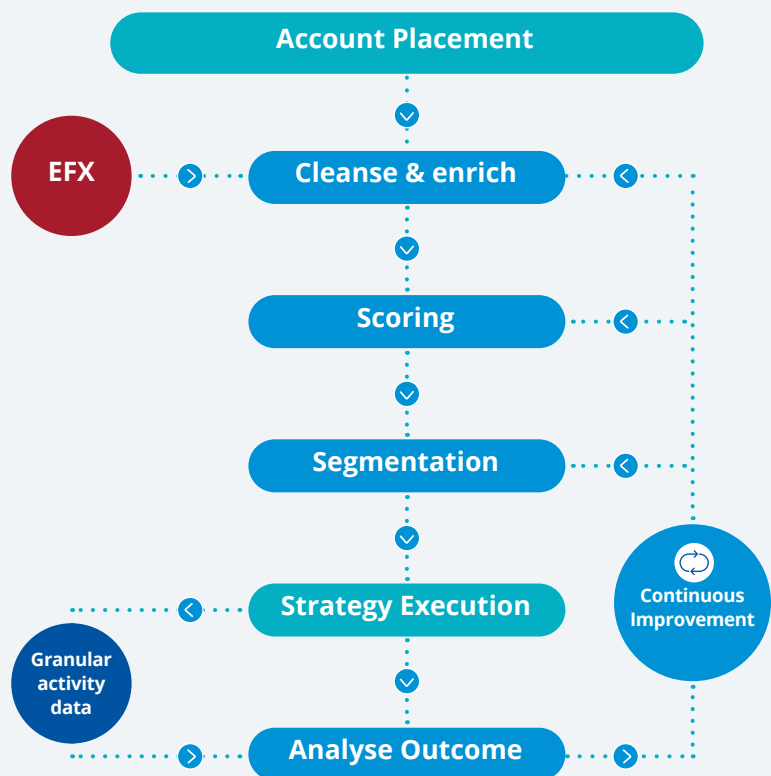 Account Placement
EFX
Cleanse & enrich
Scoring
Segmentation
Strategy Execution
Continuous
Improvement
Granular
activity
data
Analyse Outcome